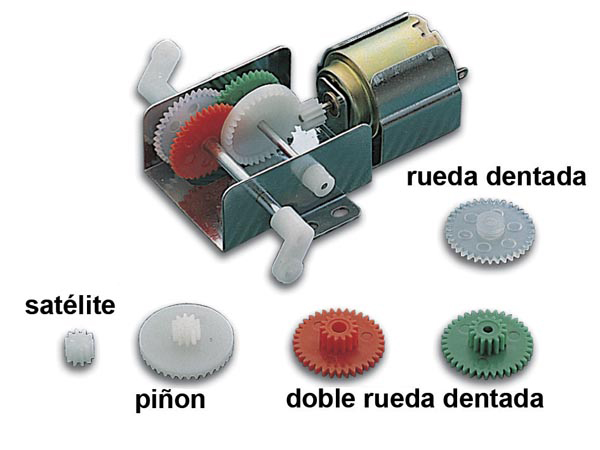 rueda dentada
satélite
piñon
doble rueda dentada